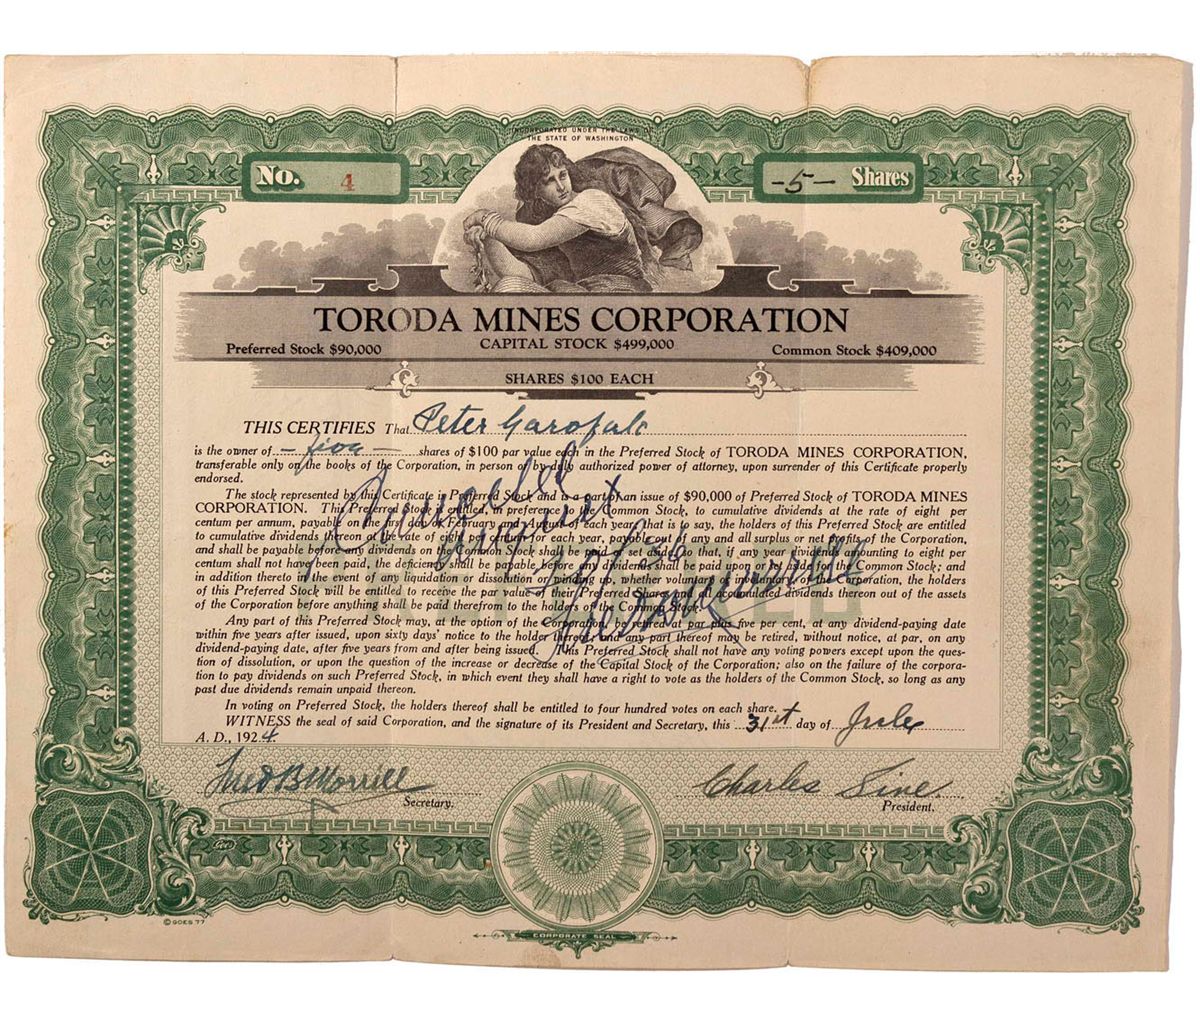 INCORPORATED UNDER THE LAWS OF
THE STATE OF WASHINGTON
No. 4
-5- Shares
TORODA MINES CORPORATION
Preferred Stock $90,000
CAPITAL STOCK $499,000
Common Stock $409,000
SHARES $100 EACH
THIS CERTIFIES That Peter Garofalo
is the owner of - Five - shares of $100 par value each in the Preferred Stock of TORODA MINES CORPORATION,
transferable only on the books of the Corporation, in person or by duly authorized power of attorney, upon surrender of this Certificate properly
endorsed.
The stock represented by this Certificate is Preferred Stock and is a part of an issue of $90,000 of Preferred Stock of TORODA MINES
CORPORATION. This Preferred Stock is entitled, in preference to the Common Stock, to cumulative dividends at the rate of eight per
centum per annum, payable on the first day of February and August of each year, that is to say, the holders of this Preferred Stock are entitled
to cumulative dividends thereon at the rate of eight per cent for each year, payable out of any and all surplus or net profits of the Corporation,
and shall be payable before any dividends on the Common Stock shall be paid or set aside so that, if any year dividends amounting to eight per
centum shall not have been paid, the deficiency shall be payable before any dividends shall be paid upon or set aside for the Common Stock; and
in addition thereto in the event of any liquidation or dissolution or winding up, whether voluntary or involuntary of the Corporation, the holders
of this Preferred Stock will be entitled to receive the par value of their Preferred Shares and accumulated dividends thereon out of the assets
of the Corporation before anything shall be paid therefrom to the holders of the Common Stock.
Any part of this Preferred Stock may, at the option of the Corporation be retired at par plus five per cent, at any dividend-paying date
within five years after issued, upon sixty days' notice to the holder thereof, and any part thereof may be retired, without notice, at par, on any
dividend-paying date, after five years from and after being issued. This Preferred Stock shall not have any voting powers except upon the ques-
tion of dissolution, or upon the question of the increase or decrease of the Capital Stock of the Corporation; also on the failure of the corpora-
tion to pay dividends on such Preferred Stock, in which event they shall have a right to vote as the holders of the Common Stock, so long as any
past due dividends remain unpaid thereon.
In voting on Preferred Stock, the holders thereof shall be entitled to four hundred votes on each share.
WITNESS the seal of said Corporation, and the signature of its President and Secretary, this 31st day of
A. D., 1924.
Cancelled
August
Fred B Morrill
Secretary.
Charles Sine
President.
Goes
© GOES 77
CORPORATE SEAL